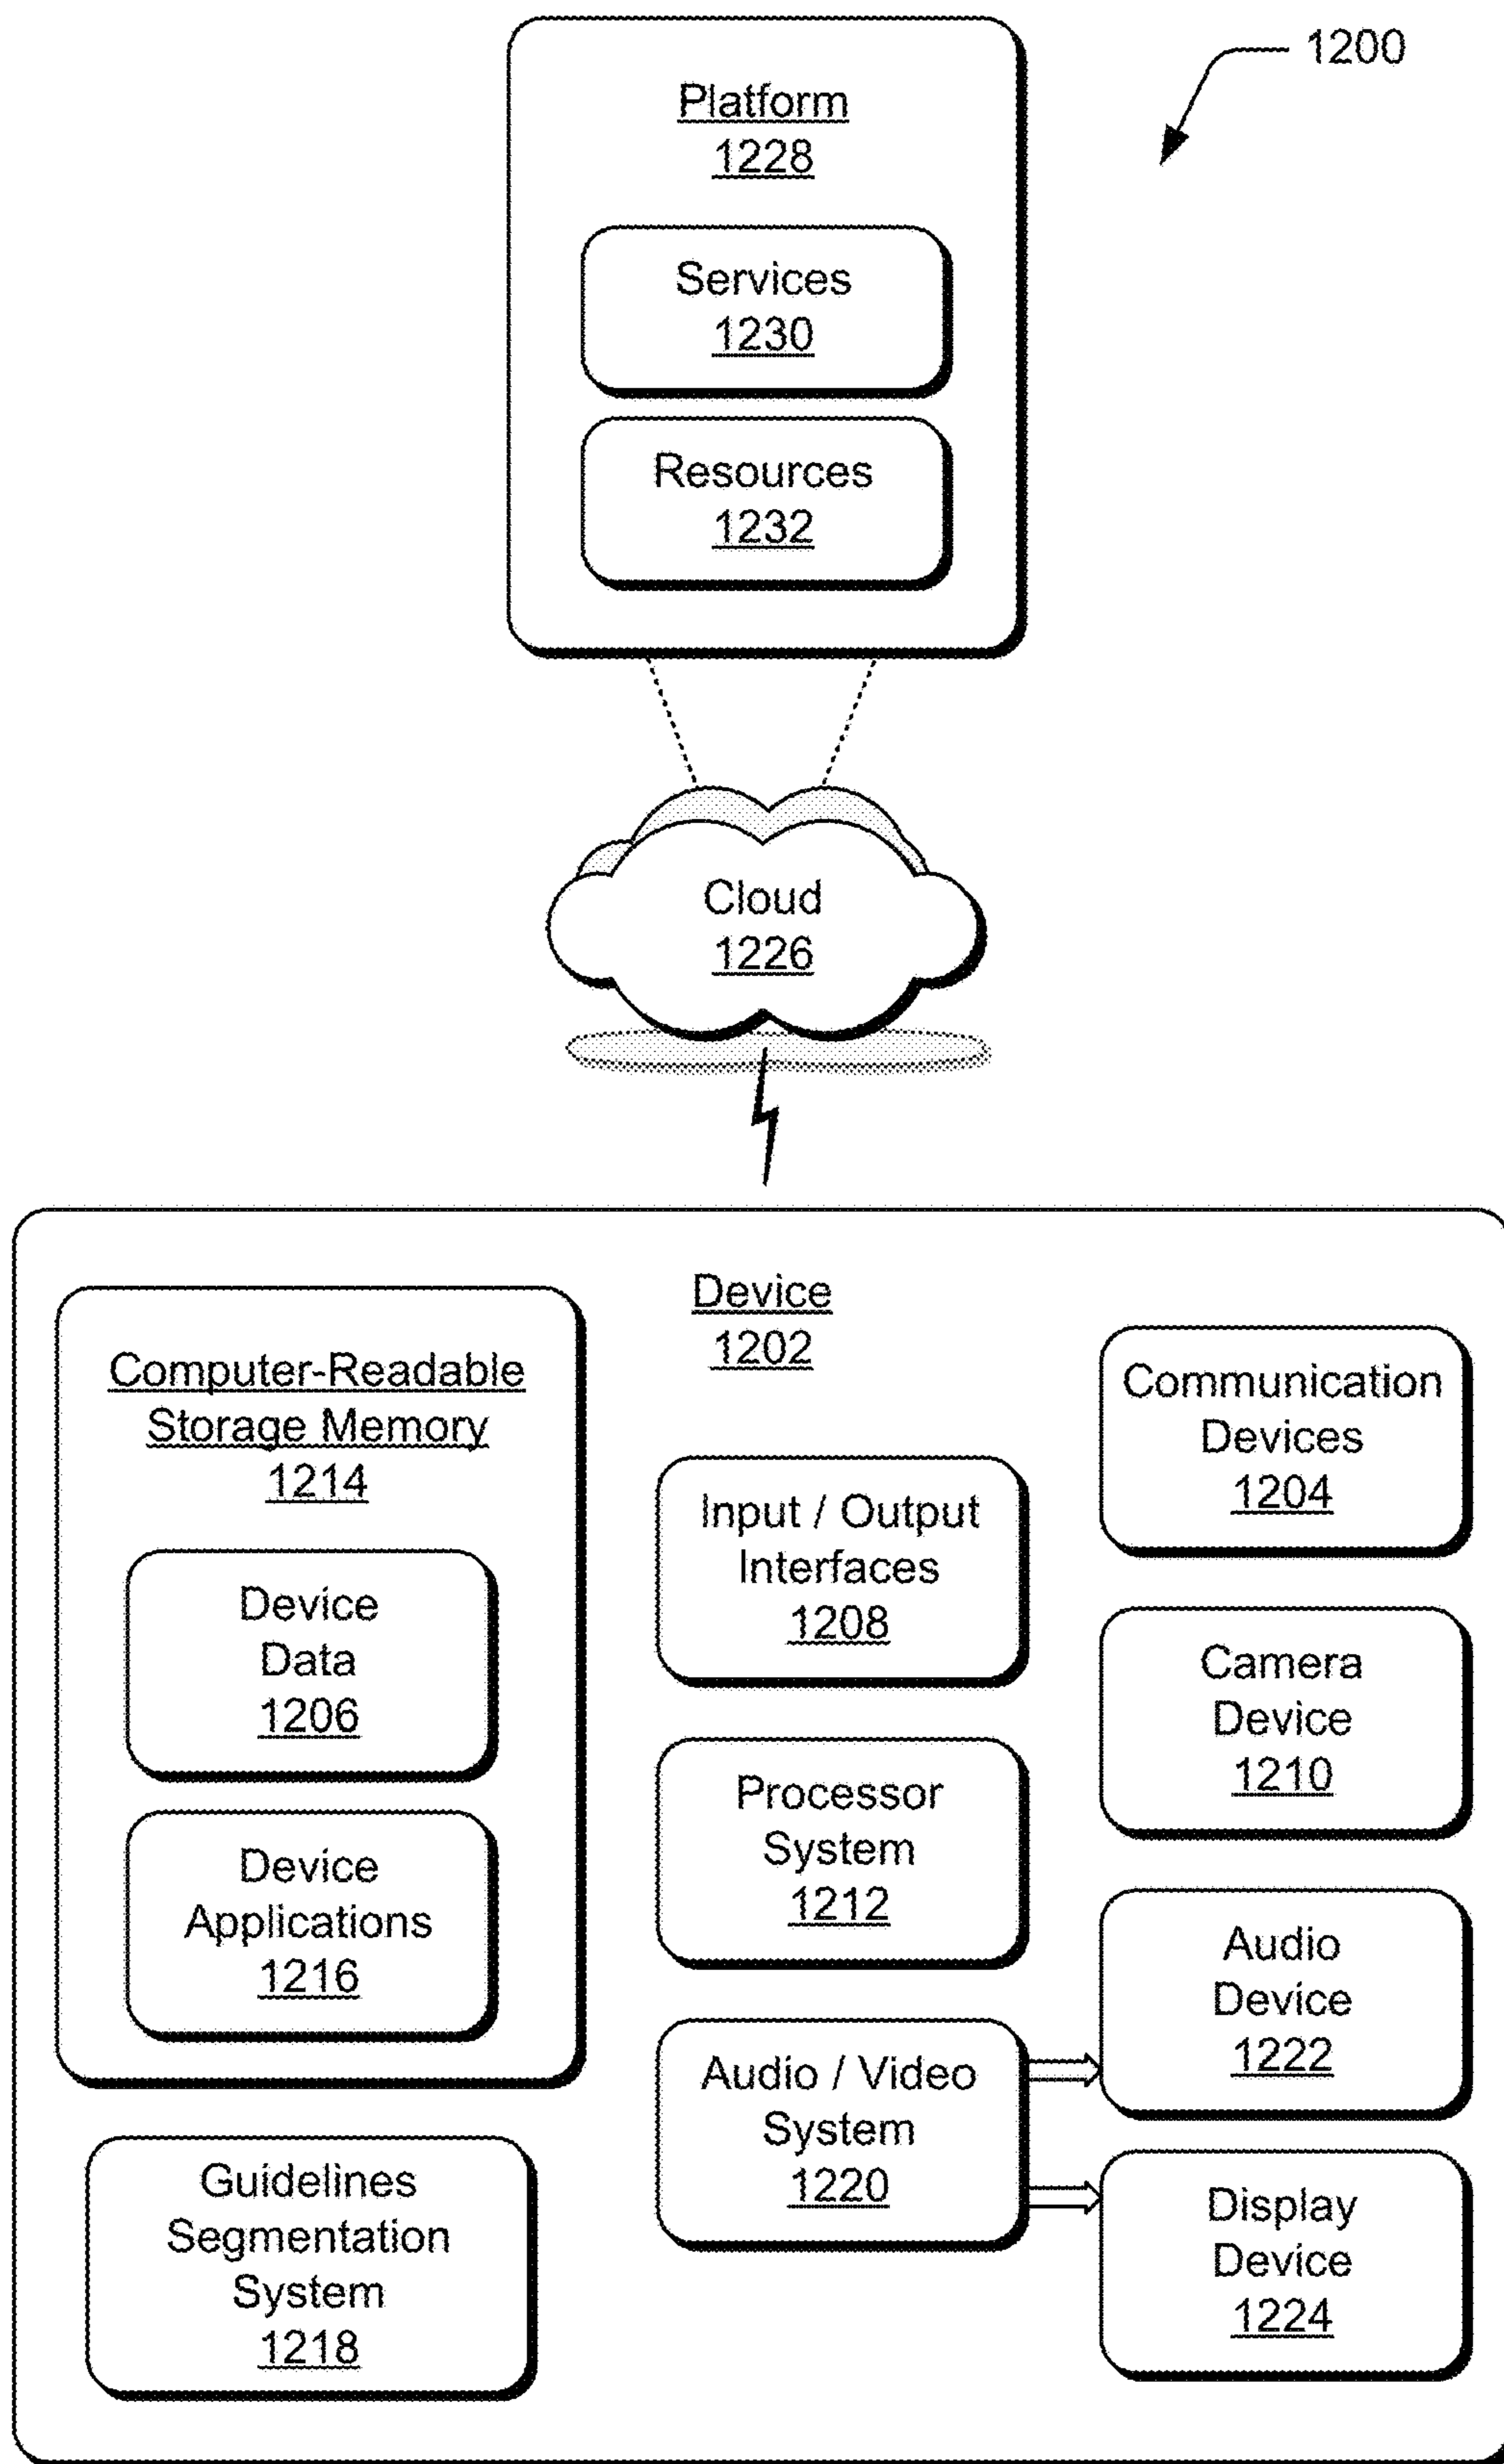 1200
Platform
1228
Services
1230
Resources
1232
Cloud
1226
Device
1202
Computer-Readable
Storage Memory
1214
Device
Data
1206
Device
Applications
1216
Guidelines
Segmentation
System
1218
Input / Output
Interfaces
1208
Processor
System
1212
Audio / Video
System
1220
Communication
Devices
1204
Camera
Device
1210
Audio
Device
1222
Display
Device
1224